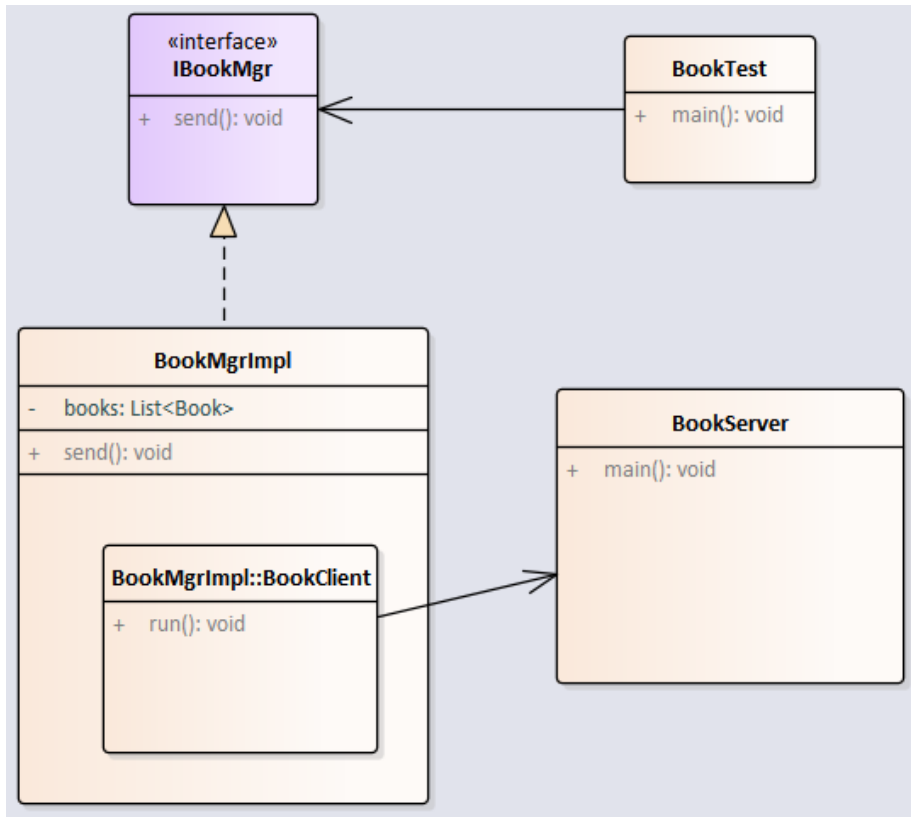 «interface»
IBookMgr
+ send(): void
BookTest
+ main(): void
BookMgrImpl
- books: List<Book>
+ send(): void
BookMgrImpl::BookClient
+ run(): void
BookServer
+ main(): void